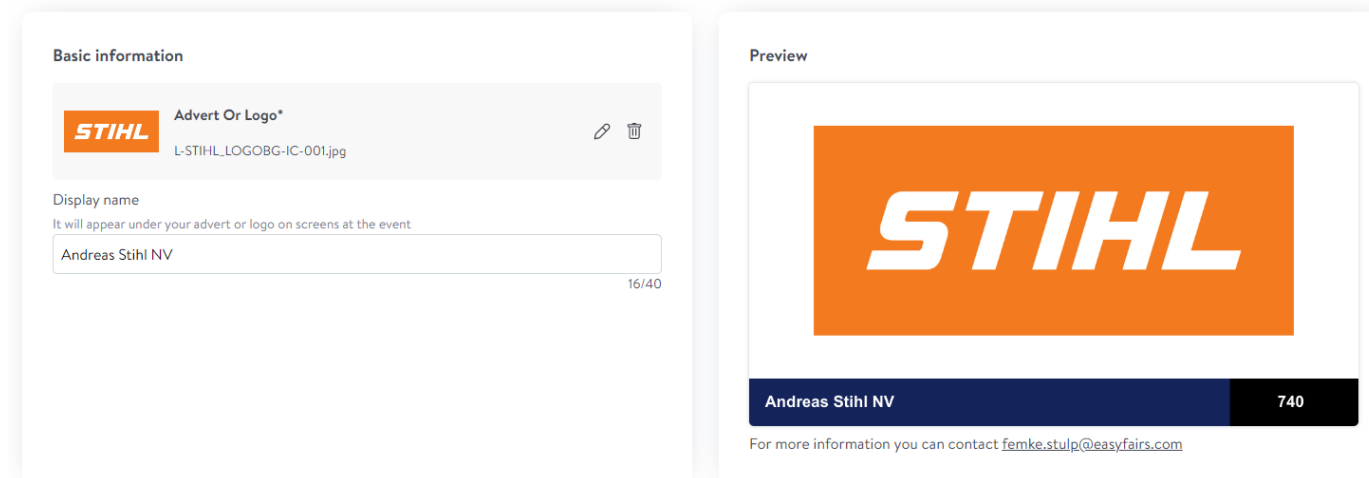 Basic information
STIHL
Advert Or Logo*
L-STIHL_LOGOBG-IC-001.jpg
Display name
It will appear under your advert or logo on screens at the event
Andreas Stihl NV
16/40
Preview
STIHL
Andreas Stihl NV
740
For more information you can contact femke.stulp@easyfairs.com